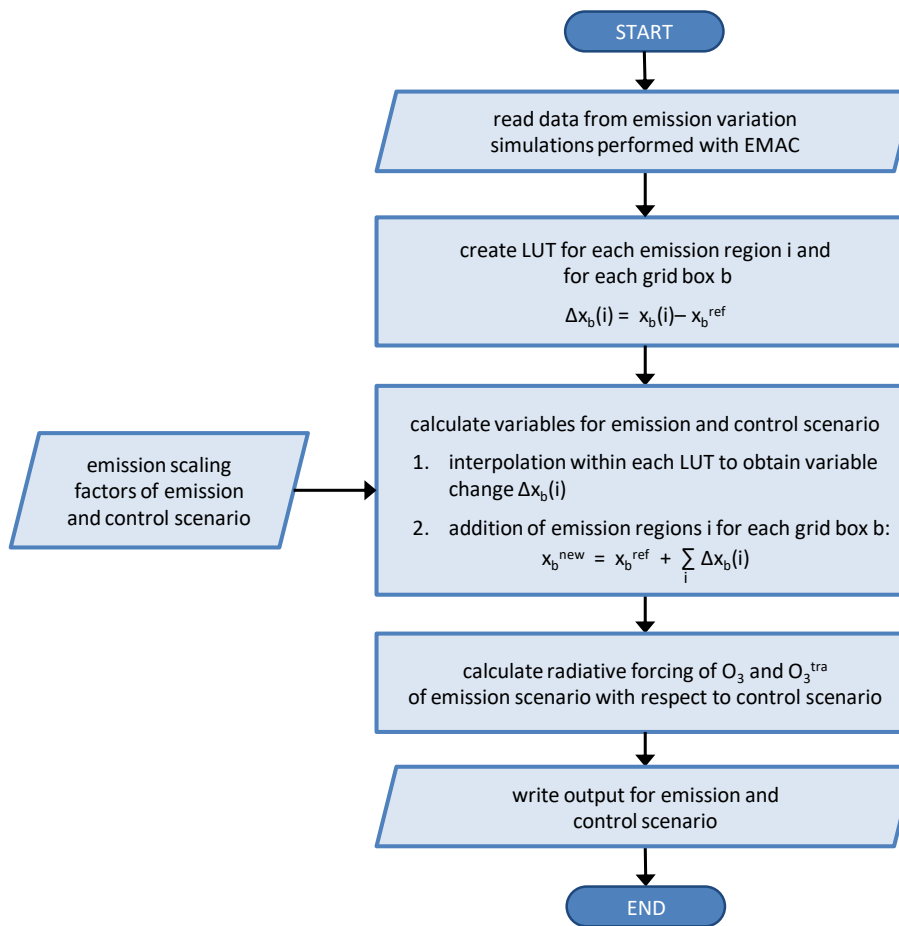 START
read data from emission variation
simulations performed with EMAC
create LUT for each emission region i and
for each grid box b
Δx_b(i) = x_b(i)– x_b^ref
calculate variables for emission and control scenario
1. interpolation within each LUT to obtain variable
change Δx_b(i)
2. addition of emission regions i for each grid box b:
x_b^new = x_b^ref + ∑_i Δx_b(i)
emission scaling
factors of emission
and control scenario
calculate radiative forcing of O₃ and O₃^tra
of emission scenario with respect to control scenario
write output for emission and
control scenario
END